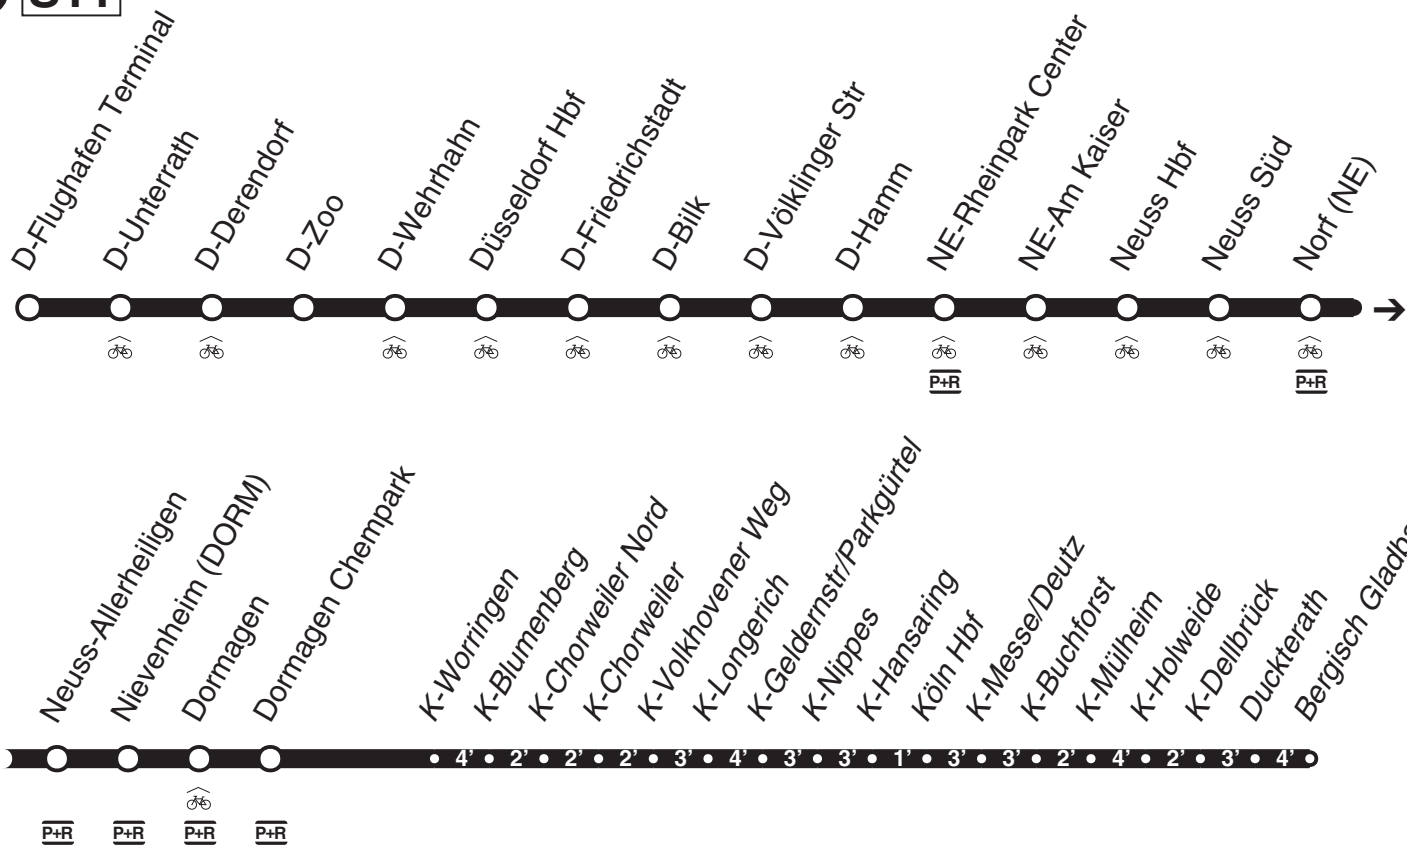 D-Flughafen Terminal
D-Unterrath
D-Derendorf
D-Zoo
D-Wehrhahn
Düsseldorf Hbf
D-Friedrichstadt
D-Bilk
D-Völklinger Str
D-Hamm
NE-Rheinpark Center
NE-Am Kaiser
Neuss Hbf
Neuss Süd
Norf (NE)
P+R
P+R
Neuss-Allerheiligen
Nievenheim (DORM)
Dormagen
Dormagen Chempark
K-Worringen
K-Blumenberg
K-Chorweiler Nord
K-Chorweiler
K-Volkhovener Weg
K-Longerich
K-Geldernstr/Parkgürtel
K-Nippes
K-Hansaring
Köln Hbf
K-Messe/Deutz
K-Buchforst
K-Mülheim
K-Holweide
K-Dellbrück
Duckterath
Bergisch
4’ 2’ 2’ 2’ 3’ 4’ 3’ 3’ 1’ 3’ 3’ 2’ 4’ 2’ 3’ 4’
P+R
P+R
P+R
P+R